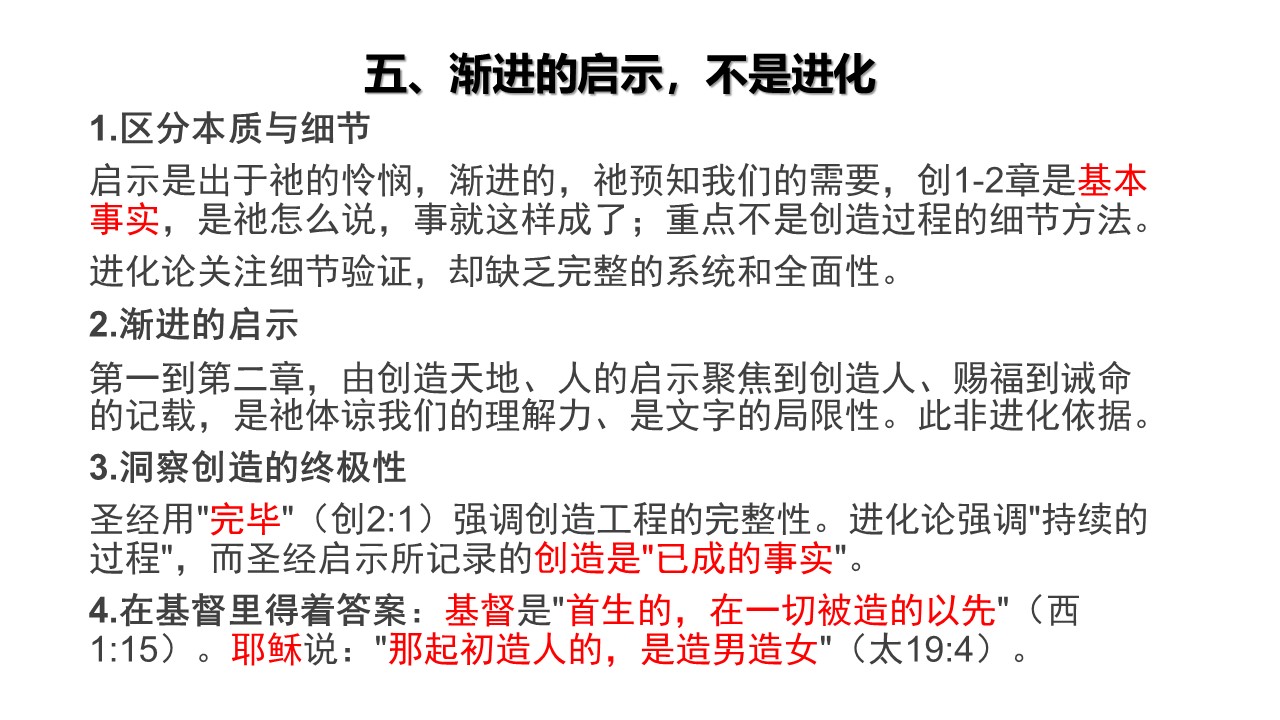 五、渐进的启示，不是进化
1.区分本质与细节
启示是出于祂的怜悯，渐进的，祂预知我们的需要，创1-2章是基本
事实，是祂怎么说，事就这样成了；重点不是创造过程的细节方法。
进化论关注细节验证，却缺乏完整的系统和全面性。
2.渐进的启示
第一到第二章，由创造天地、人的启示聚焦到创造人、赐福到诫命
的记载，是祂体谅我们的理解力、是文字的局限性。此非进化依据。
3.洞察创造的终极性
圣经用"完毕"（创2:1）强调创造工程的完整性。进化论强调"持续的
过程"，而圣经启示所记录的创造是"已成的事实"。
4.在基督里得着答案：基督是"首生的，在一切被造的以先"（西
1:15）。耶稣说："那起初造人的，是造男造女"（太19:4）。